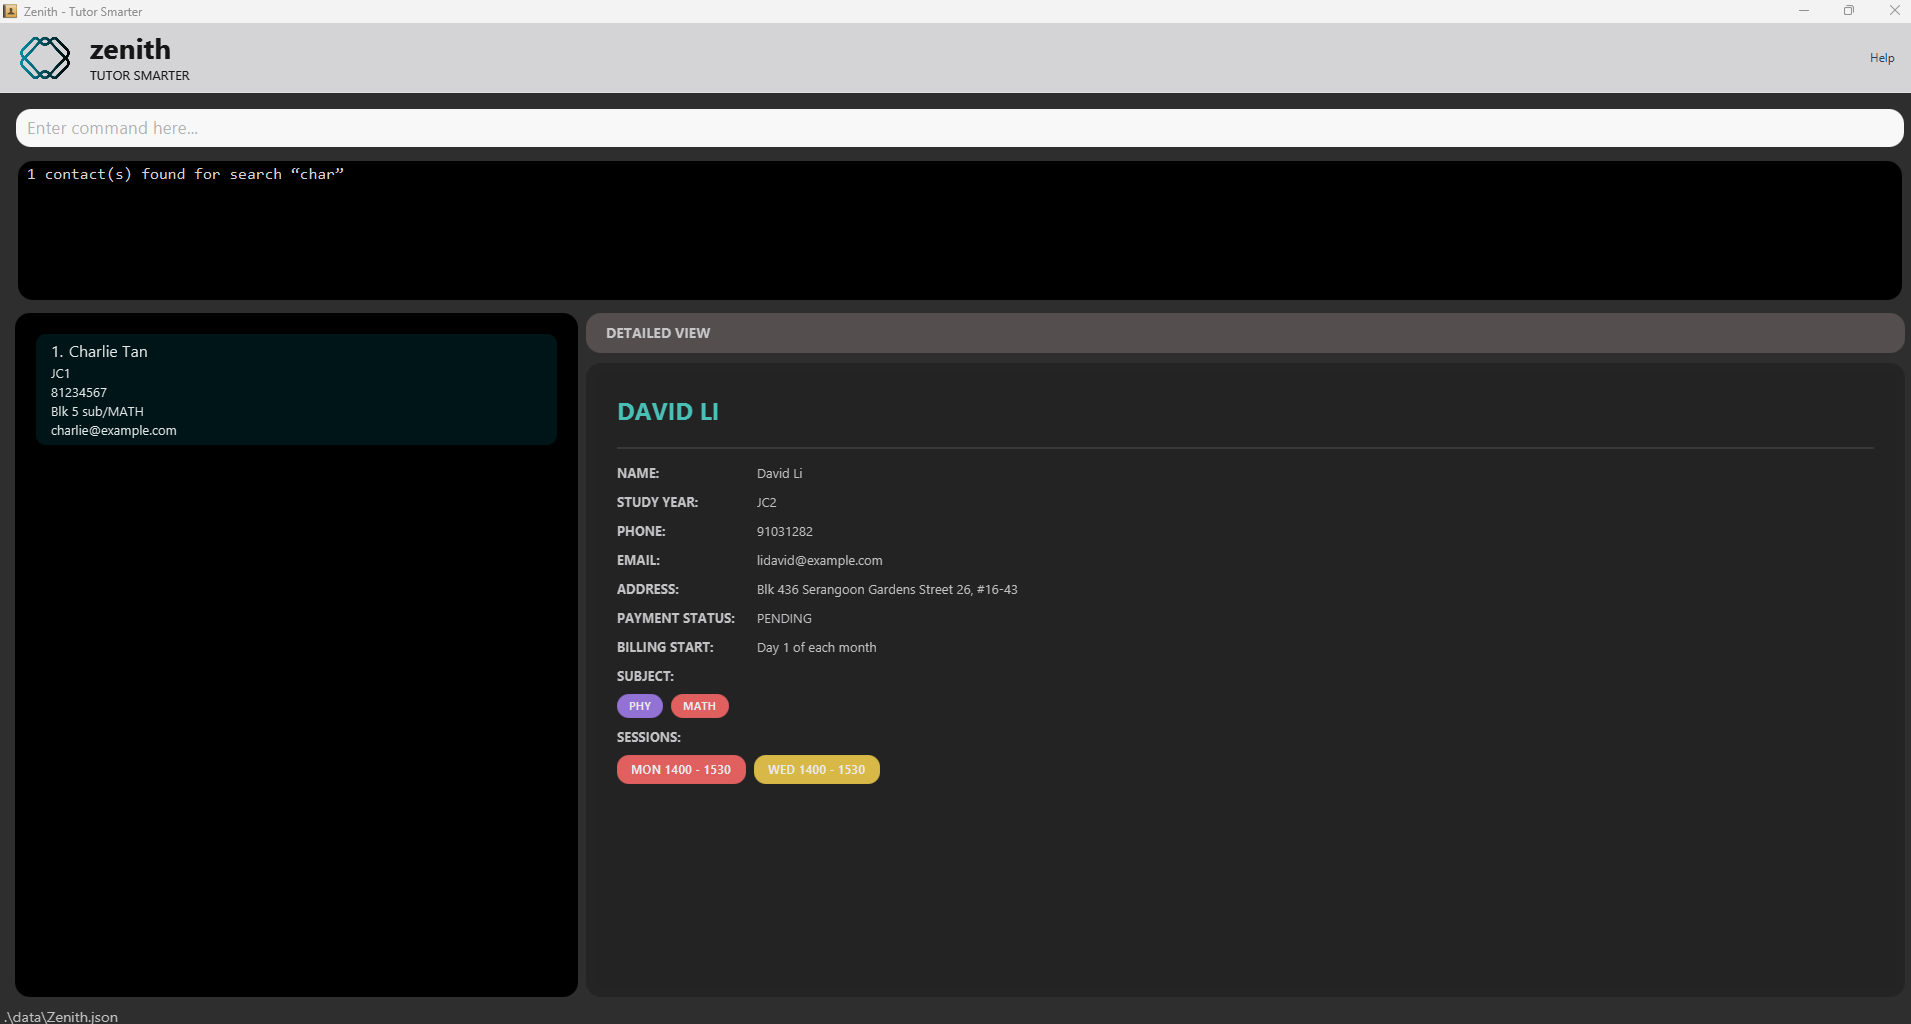 Zenith - Tutor Smarter
zenith
TUTOR SMARTER
Help
Enter command here...
1 contact(s) found for search “char”
1. Charlie Tan
JC1
81234567
Blk 5 sub/MATH
charlie@example.com
DETAILED VIEW
DAVID LI
NAME: David Li
STUDY YEAR: JC2
PHONE: 91031282
EMAIL: lidavid@example.com
ADDRESS: Blk 436 Serangoon Gardens Street 26, #16-43
PAYMENT STATUS: PENDING
BILLING START: Day 1 of each month
SUBJECT:
PHY MATH
SESSIONS:
MON 1400 - 1530 WED 1400 - 1530
.\data\Zenith.json